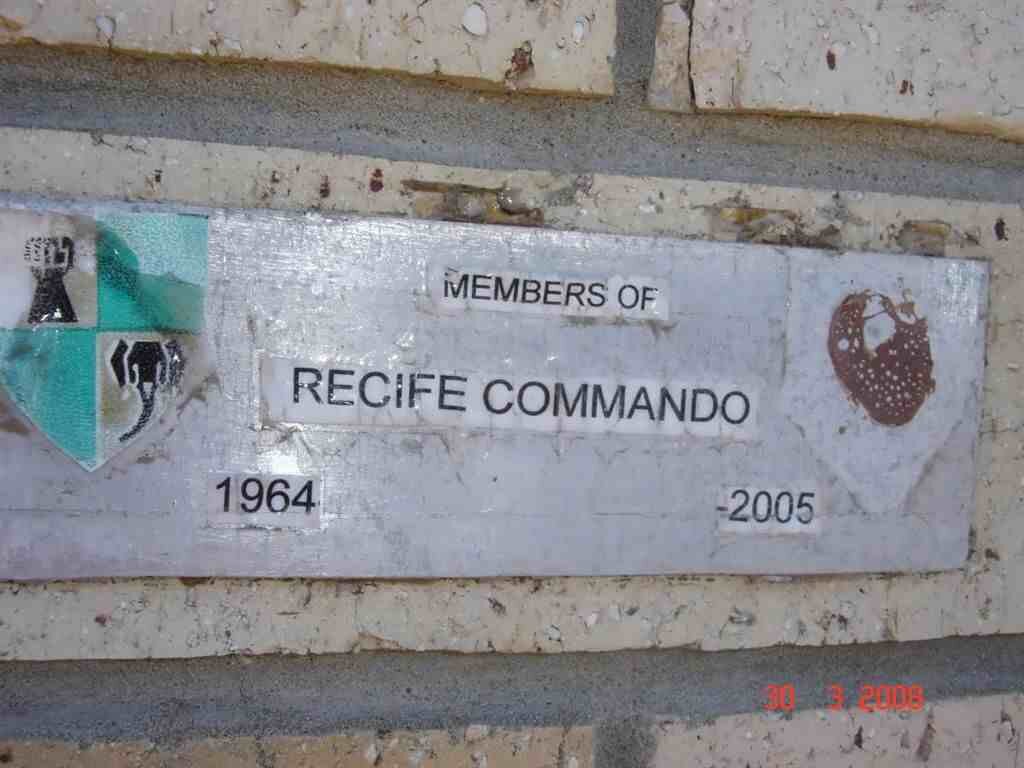 MEMBERS OF
RECIFE COMMANDO
1964 -2005
30 3 2008